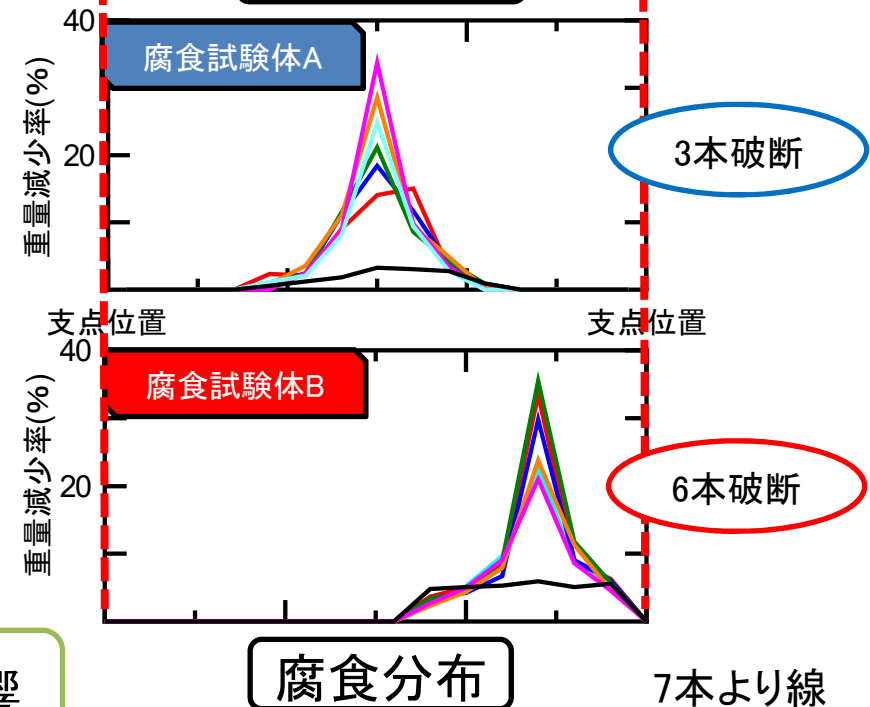 40
腐食試験体A
重量減少率(%)
20
3本破断
支点位置
支点位置
40
腐食試験体B
重量減少率(%)
20
6本破断
腐食分布
7本より線
響